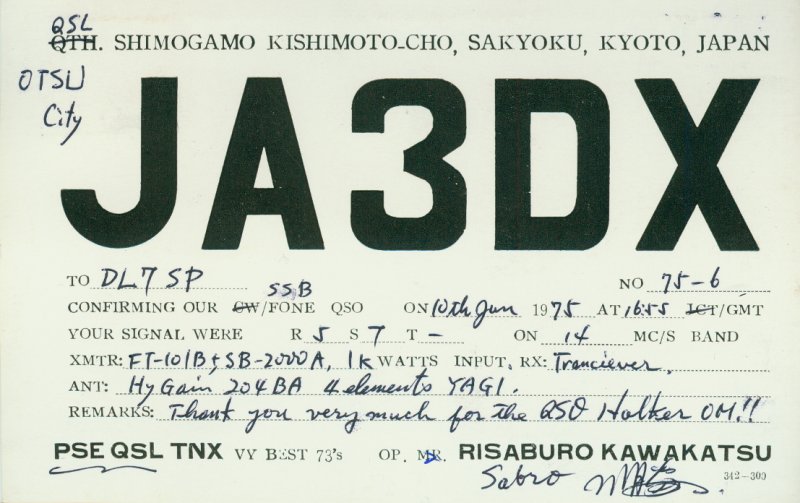 QSL
QTH. SHIMOGAMO KISHIMOTO-CHO, SAKYOKU, KYOTO, JAPAN
OTSU
City
JA3DX
TO DL7SP NO 75-6
SSB
CONFIRMING OUR CW/FONE QSO ON 10th Jan 1975 AT 1655 JCT/GMT
YOUR SIGNAL WERE R 5 S 7 T - ON 14 MC/S BAND
XMTR: FT-101B + SB-2000A, 1K WATTS INPUT, RX: Tranciever.
ANT: HyGain 204BA 4 elements YAGI.
REMARKS: Thank you very much for the QSO Holker OM!!
PSE QSL TNX VY BEST 73's OP. MR. RISABURO KAWAKATSU
Sabro
342-300